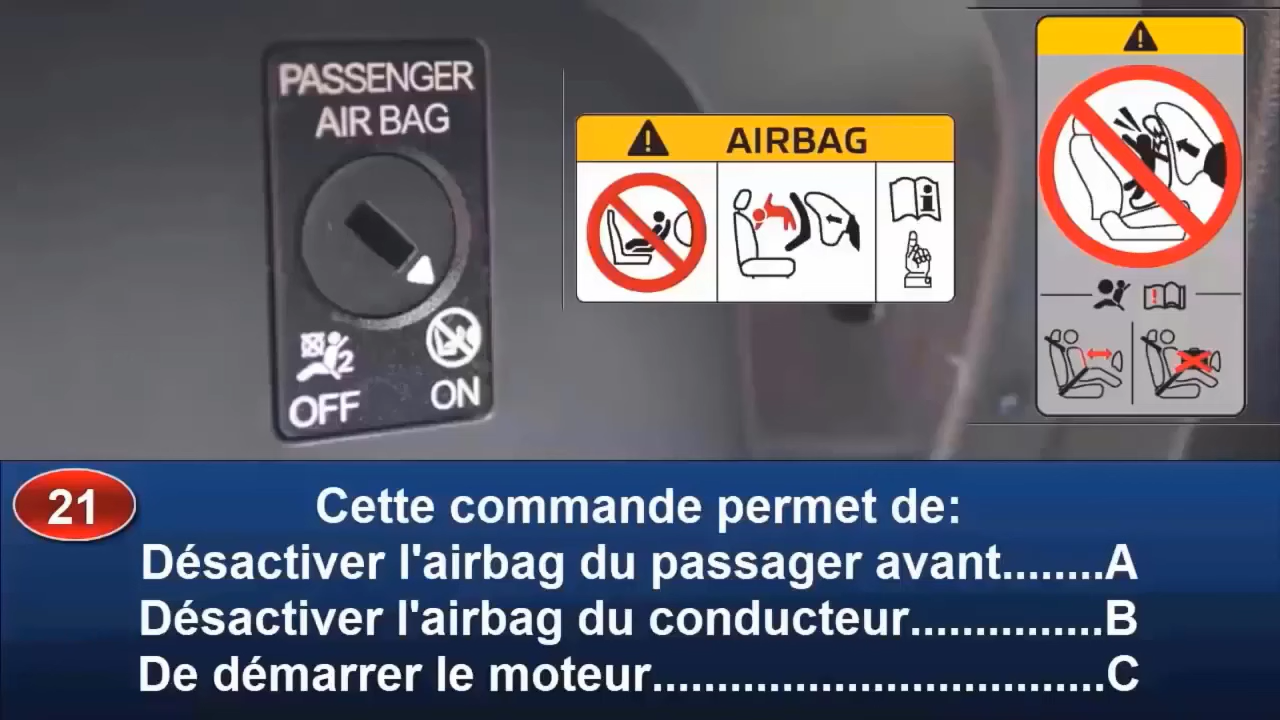 PASSENGER
AIR BAG
2
OFF
ON
AIRBAG
21
Cette commande permet de:
Désactiver l'airbag du passager avant........A
Désactiver l'airbag du conducteur...............B
De démarrer le moteur...................................C